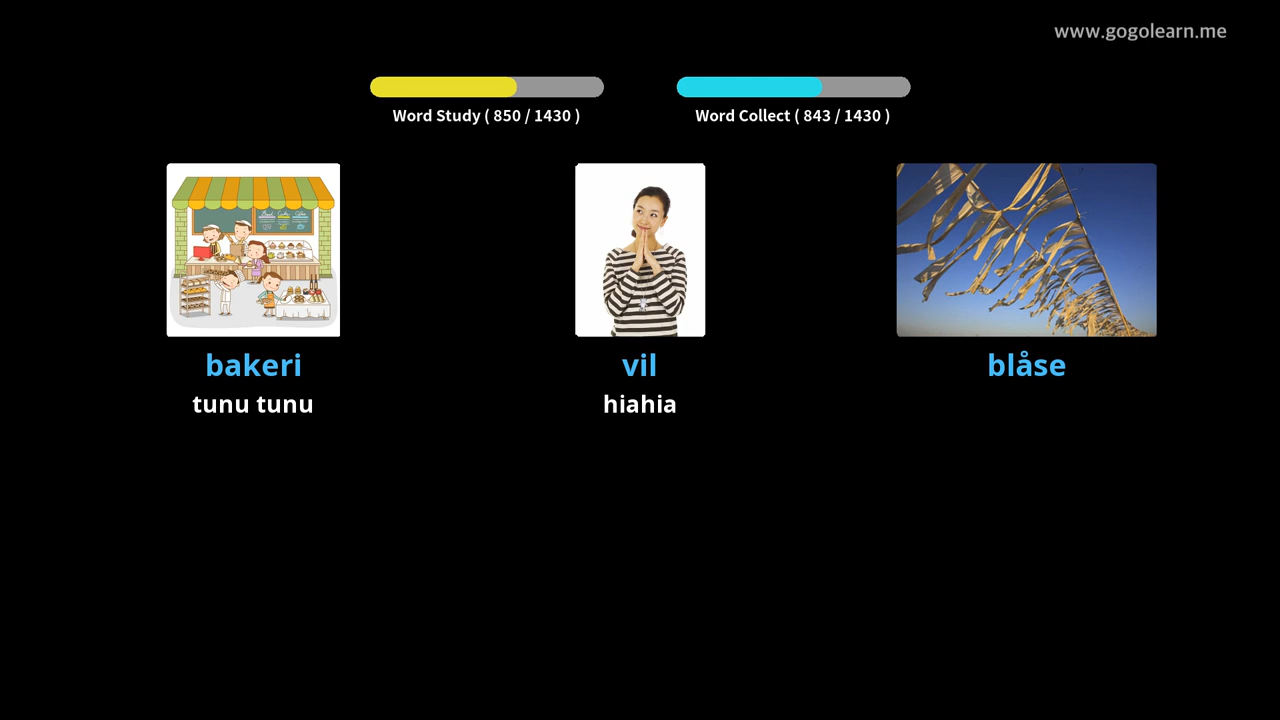 www.gogolearn.me
Word Study ( 850 / 1430 )
Word Collect ( 843 / 1430 )
bakeri
vil
blåse
tunu tunu
hiahia